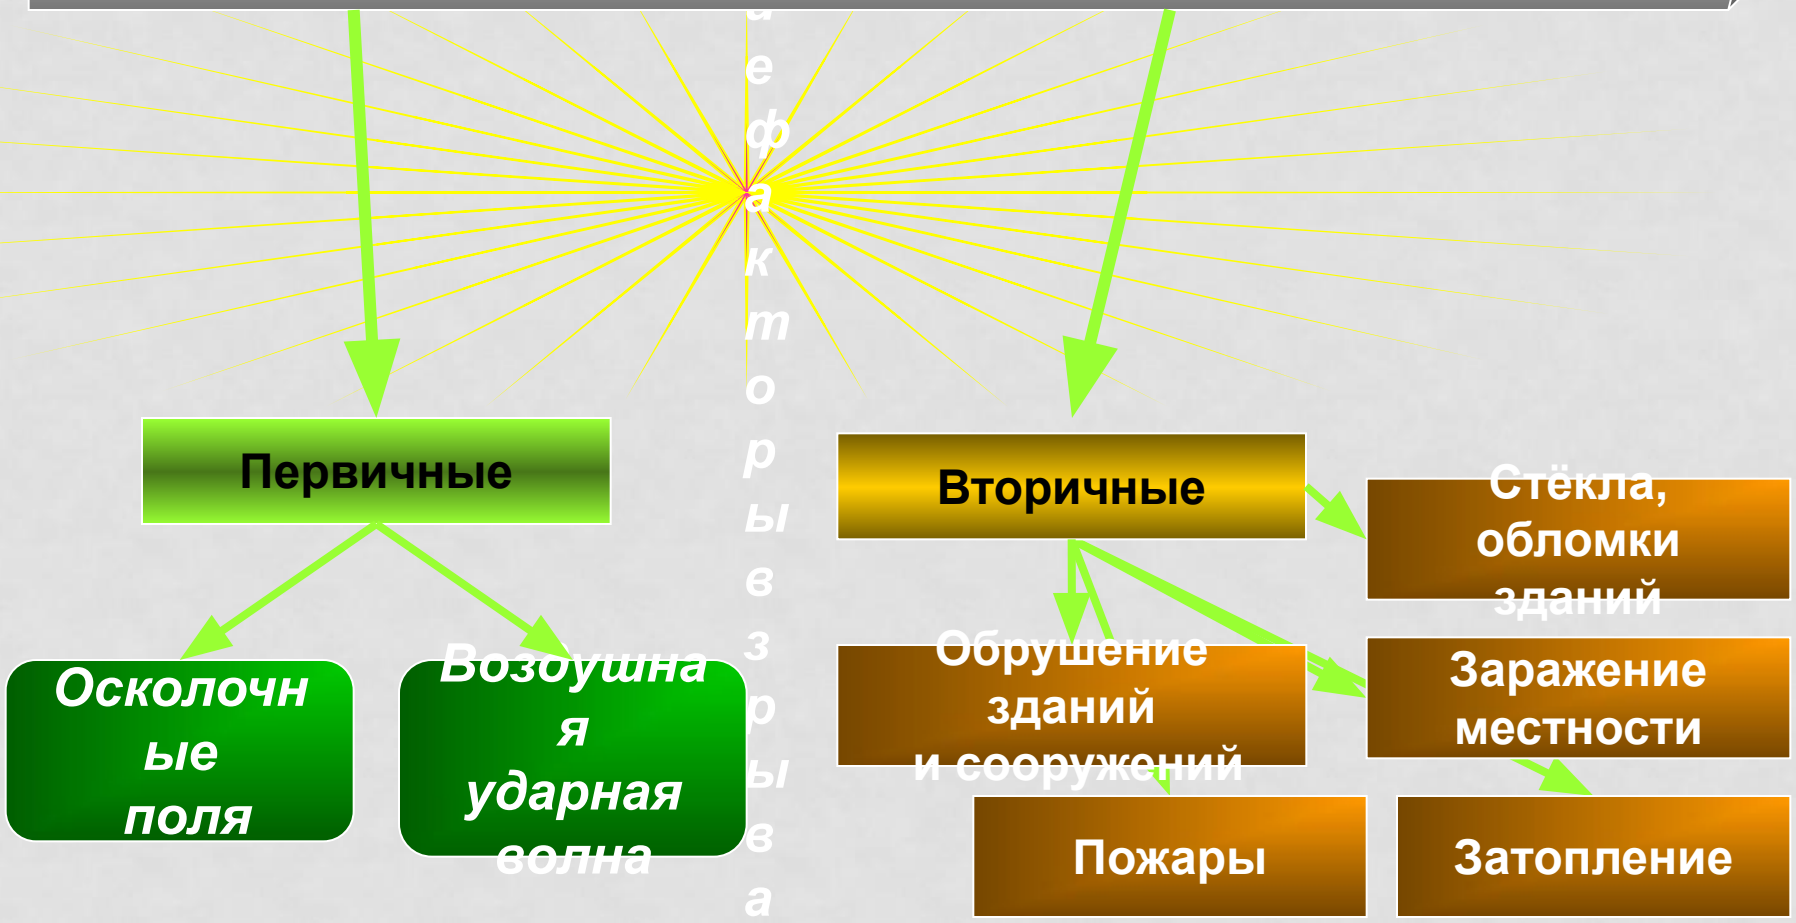 е
ф
а
к
т
о
р
ы
в
з
р
ы
в
а
Первичные
Вторичные
Стёкла,
обломки
зданий
Осколочн
ые
поля
Воздушна
я
ударная
волна
Обрушение
зданий
и сооружений
Заражение
местности
Пожары
Затопление